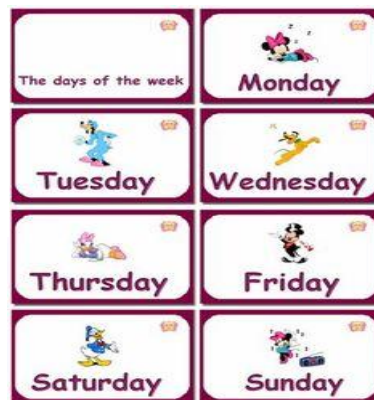 The days of the week
Monday
Tuesday
Wednesday
Thursday
Friday
Saturday
Sunday